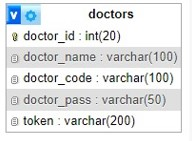 v doctors
doctor_id : int(20)
doctor_name : varchar(100)
doctor_code : varchar(100)
doctor_pass : varchar(50)
token : varchar(200)